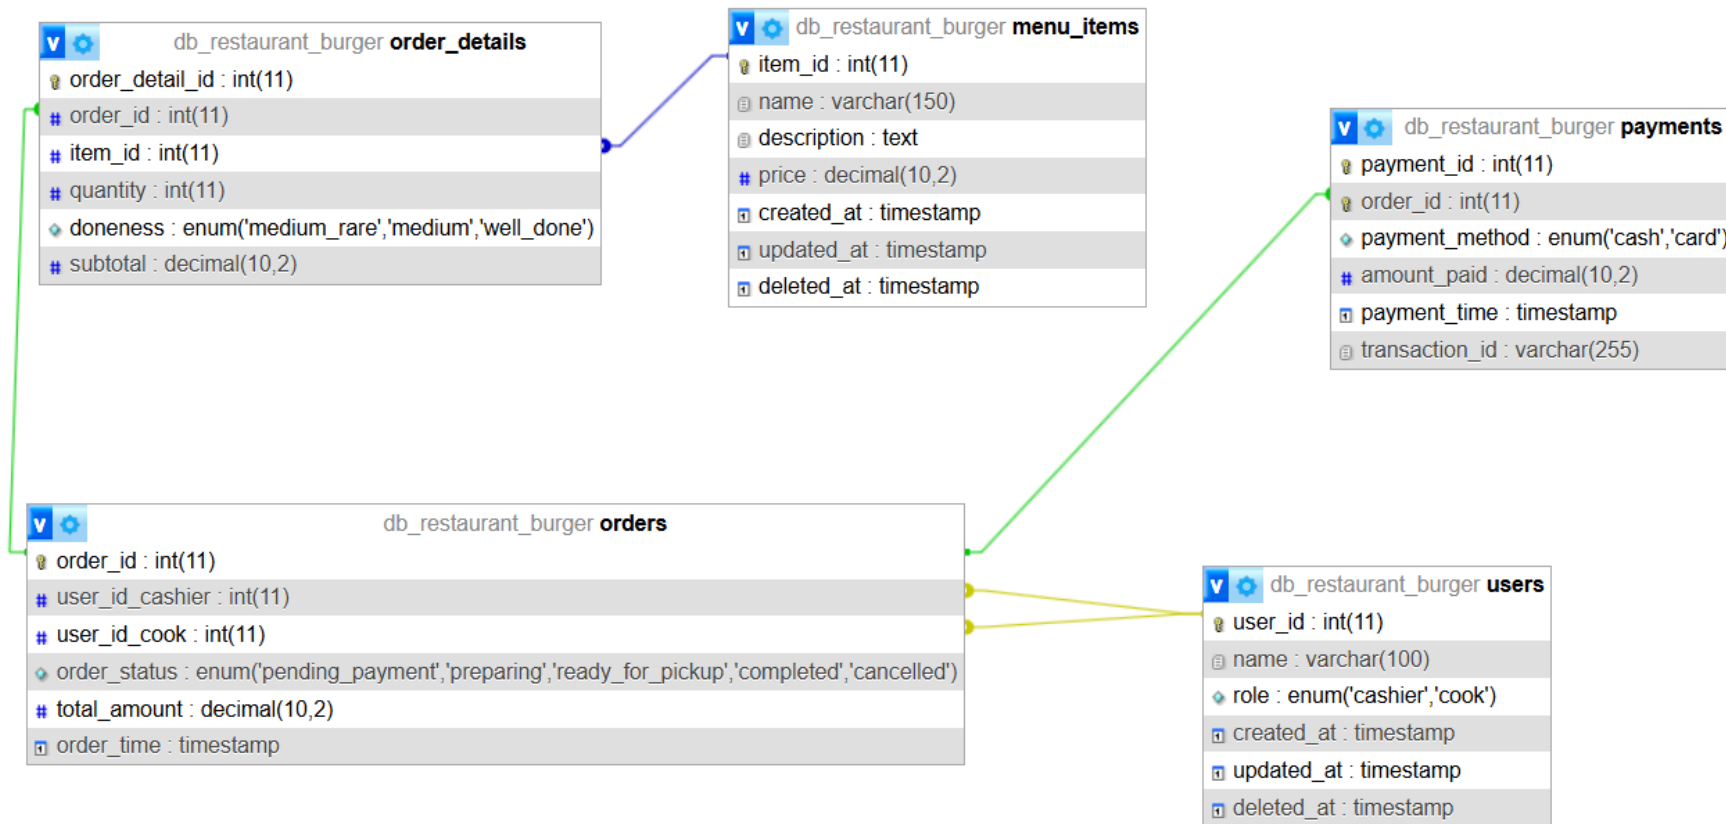 V db_restaurant_burger order_details
order_detail_id : int(11)
# order_id : int(11)
# item_id : int(11)
# quantity : int(11)
doneness : enum('medium_rare','medium','well_done')
# subtotal : decimal(10,2)
V db_restaurant_burger menu_items
item_id : int(11)
name : varchar(150)
description : text
# price : decimal(10,2)
created_at : timestamp
updated_at : timestamp
deleted_at : timestamp
V db_restaurant_burger payments
payment_id : int(11)
order_id : int(11)
payment_method : enum('cash','card')
# amount_paid : decimal(10,2)
payment_time : timestamp
transaction_id : varchar(255)
V db_restaurant_burger orders
order_id : int(11)
# user_id_cashier : int(11)
# user_id_cook : int(11)
order_status : enum('pending_payment','preparing','ready_for_pickup','completed','cancelled')
# total_amount : decimal(10,2)
order_time : timestamp
V db_restaurant_burger users
user_id : int(11)
name : varchar(100)
role : enum('cashier','cook')
created_at : timestamp
updated_at : timestamp
deleted_at : timestamp